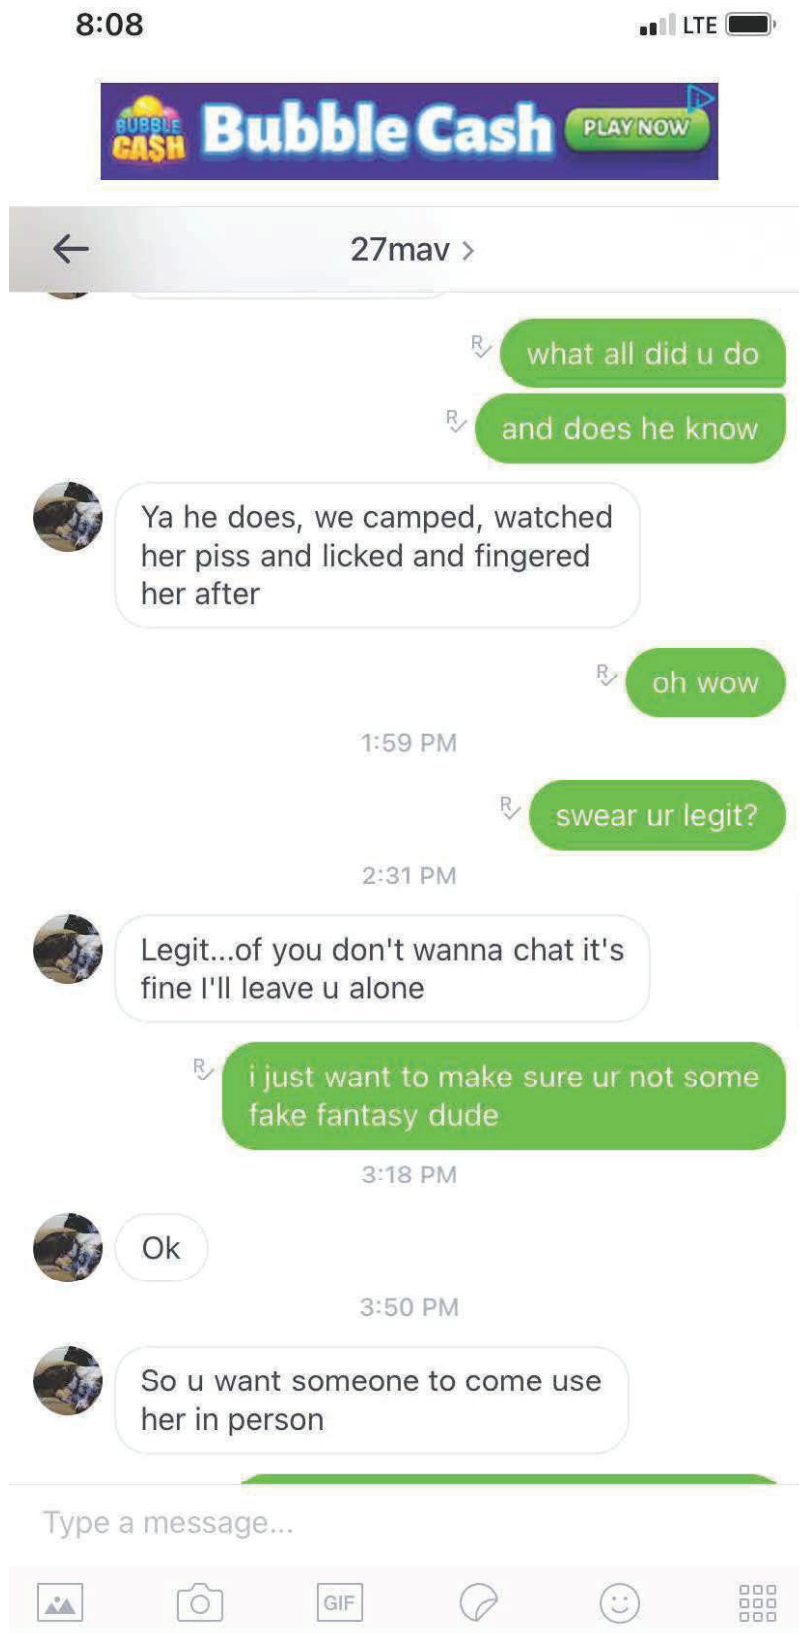 8:08
LTE
BUBBLE
CASH
Bubble Cash
PLAY NOW
27mav
R
what all did u do
R
and does he know
Ya he does, we camped, watched
her piss and licked and fingered
her after
R
oh wow
1:59 PM
R
swear ur legit?
2:31 PM
Legit...of you don't wanna chat it's
fine I'll leave u alone
R
i just want to make sure ur not some
fake fantasy dude
3:18 PM
Ok
3:50 PM
So u want someone to come use
her in person
Type a message...
GIF